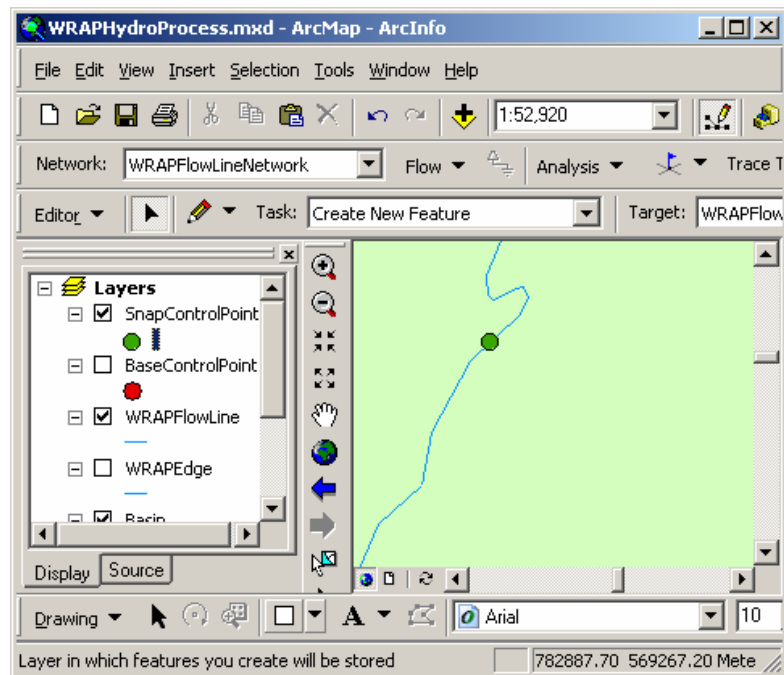 WRAPHydroProcess.mxd - ArcMap - ArcInfo
File Edit View Insert Selection Tools Window Help
1:52,920
Network: WRAPFlowLineNetwork Flow Analysis Trace T
Editor Task: Create New Feature Target: WRAPFlow
Layers
SnapControlPoint
BaseControlPoint
WRAPFlowLine
WRAPEdge
Basin
Display Source
Drawing A Arial 10
Layer in which features you create will be stored 782887.70 569267.20 Mete